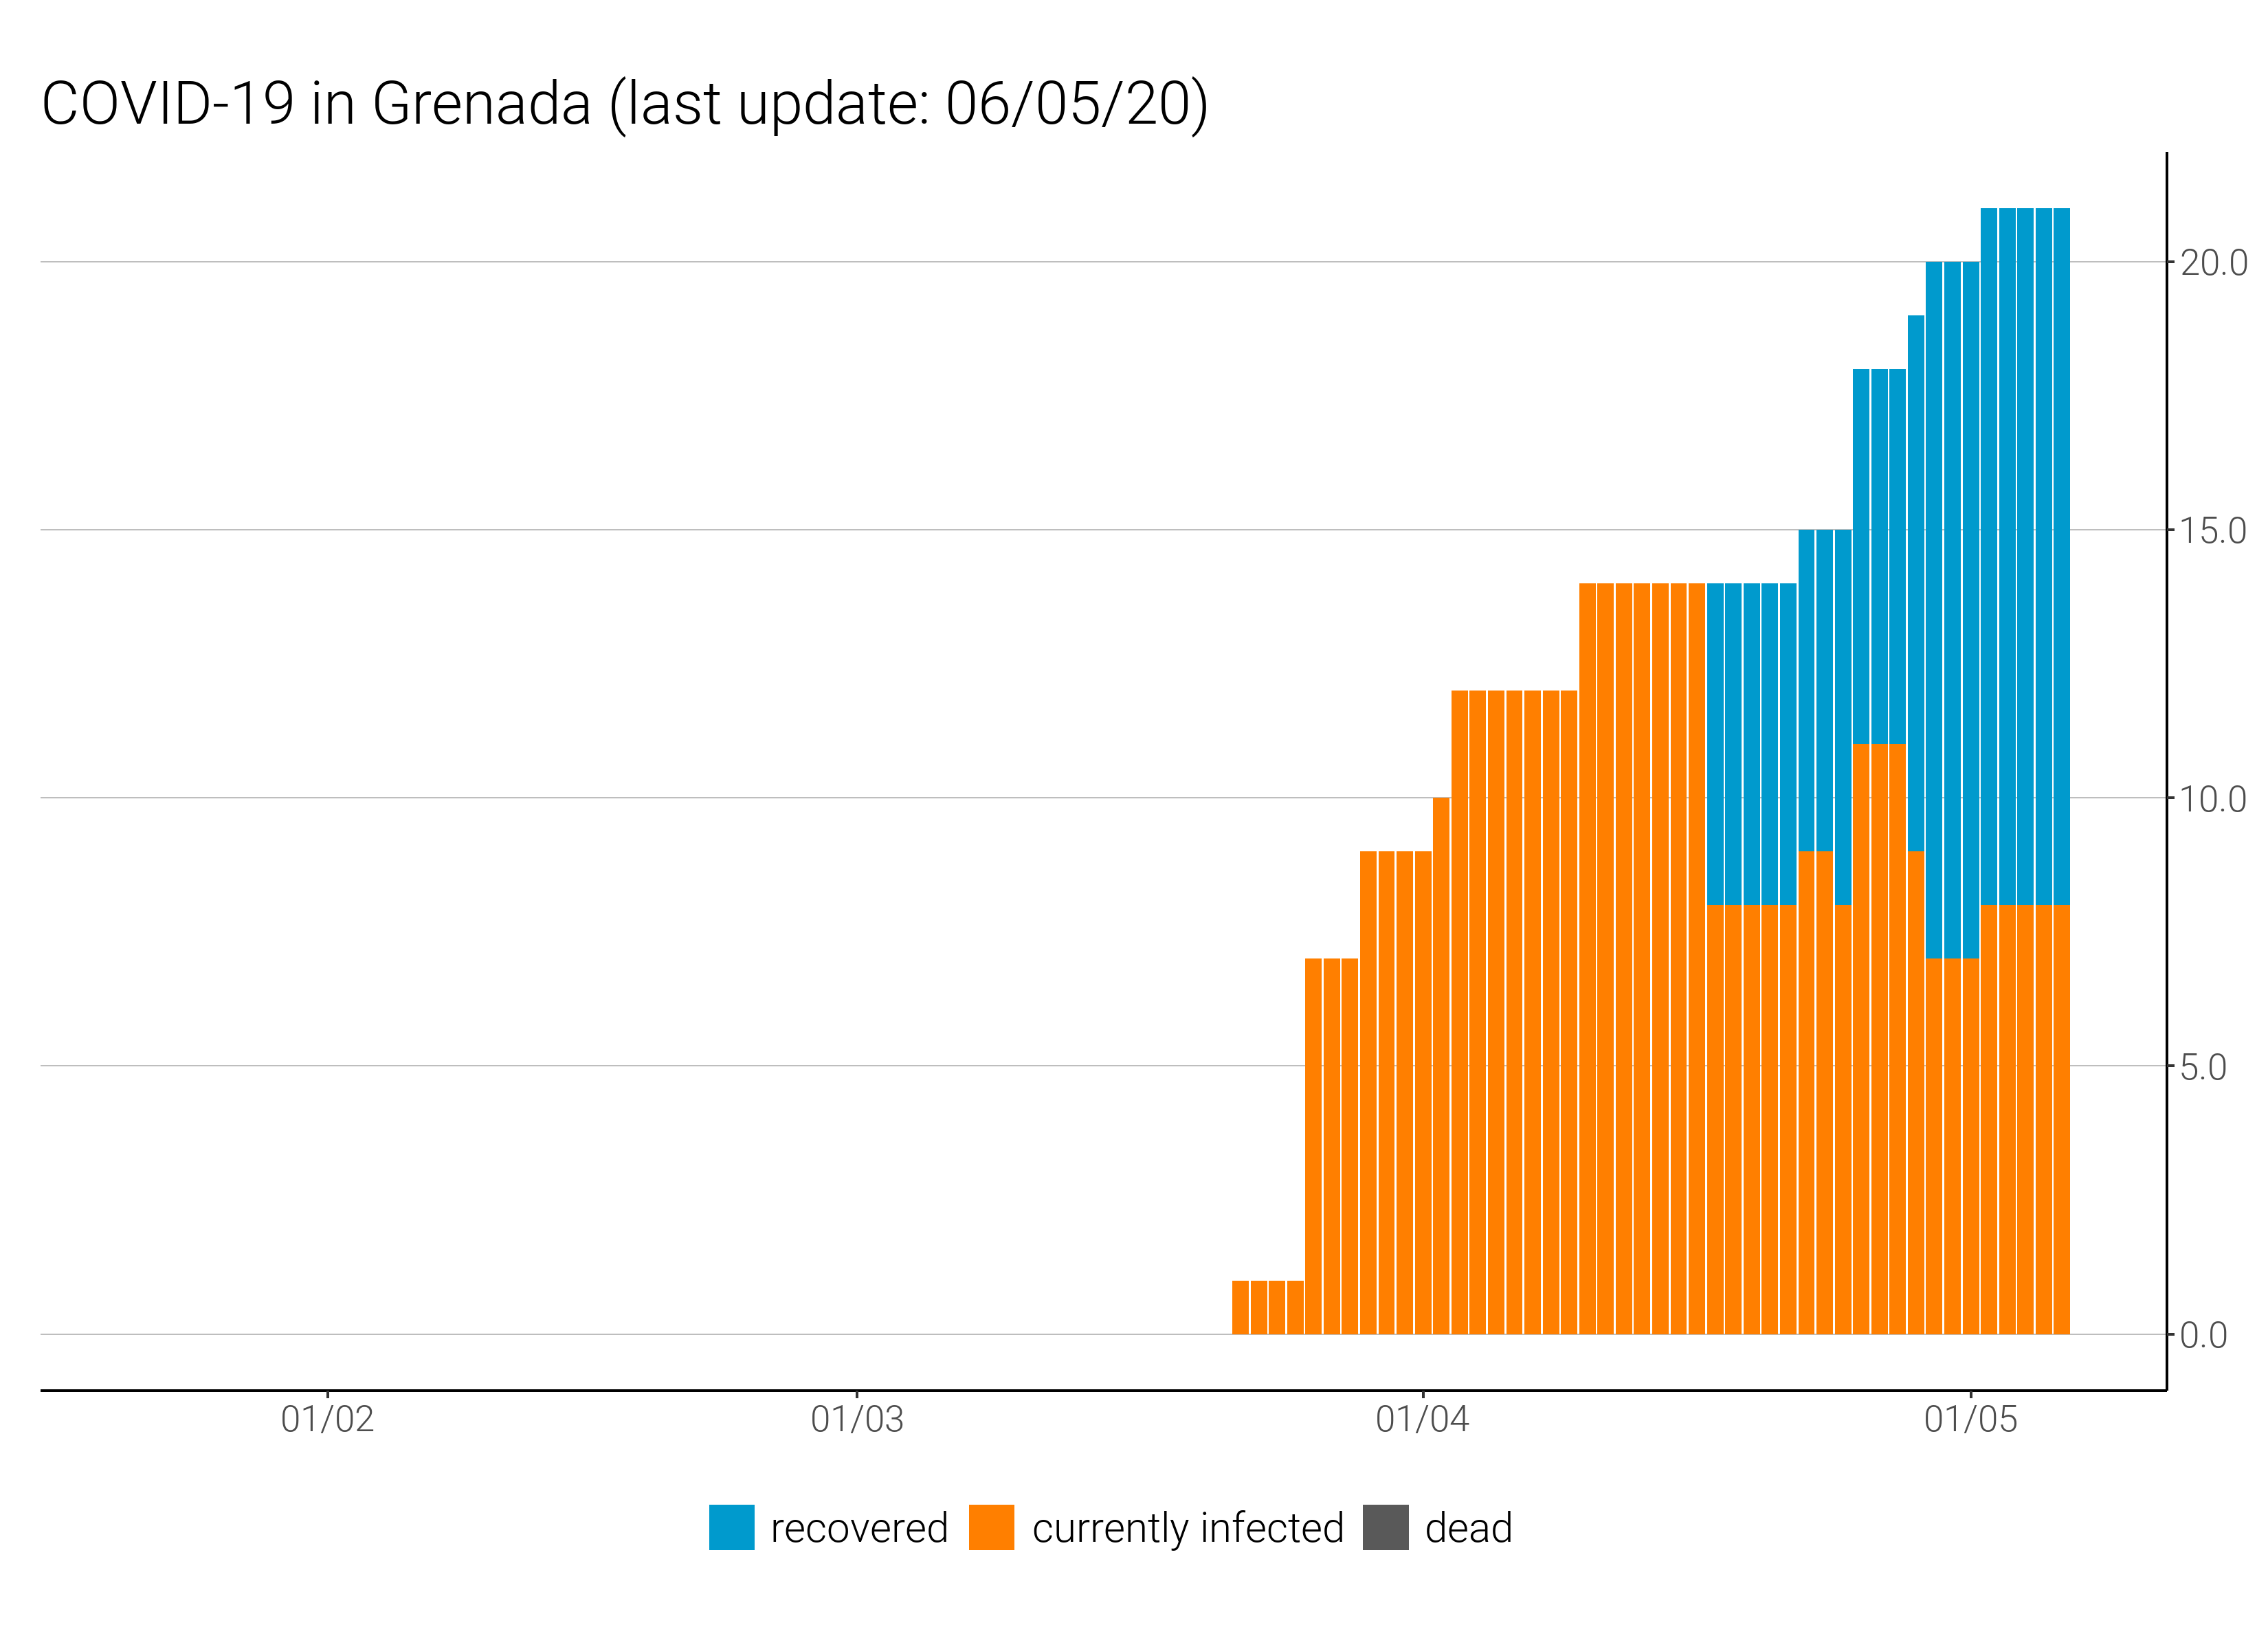 COVID-19 in Grenada (last update: 06/05/20)
20.0
15.0
10.0
5.0
0.0
01/02 01/03 01/04 01/05
recovered currently infected dead